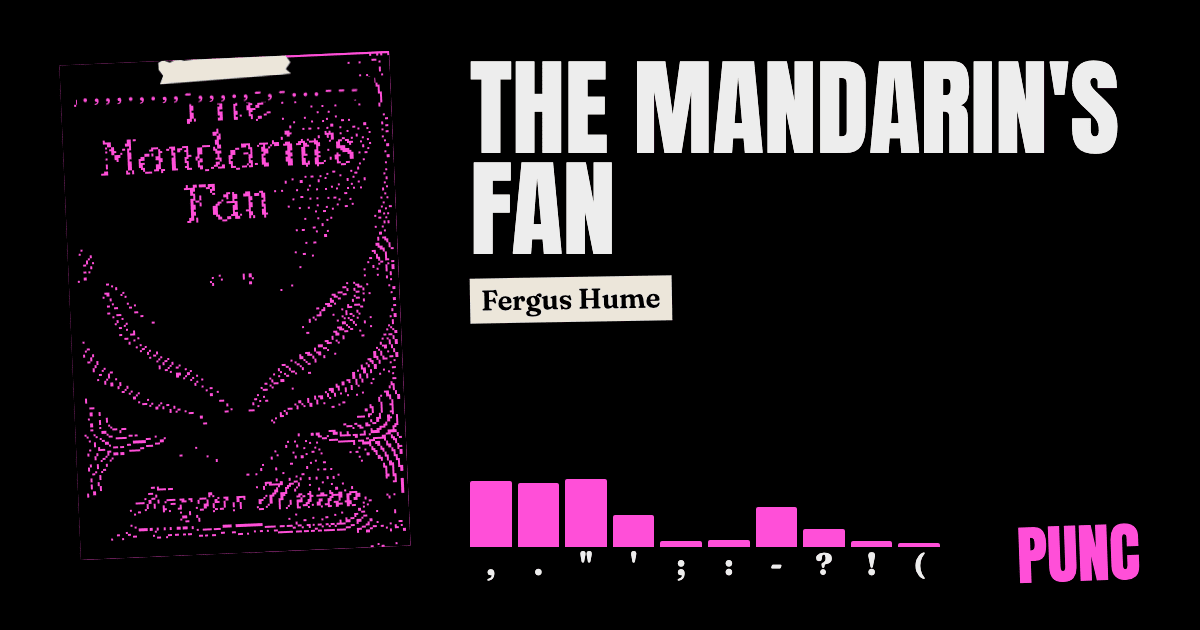 The
Mandarin's
Fan
Fergus Hume
THE MANDARIN'S
FAN
Fergus Hume
, . " ' ; : - ? ! (
PUNC